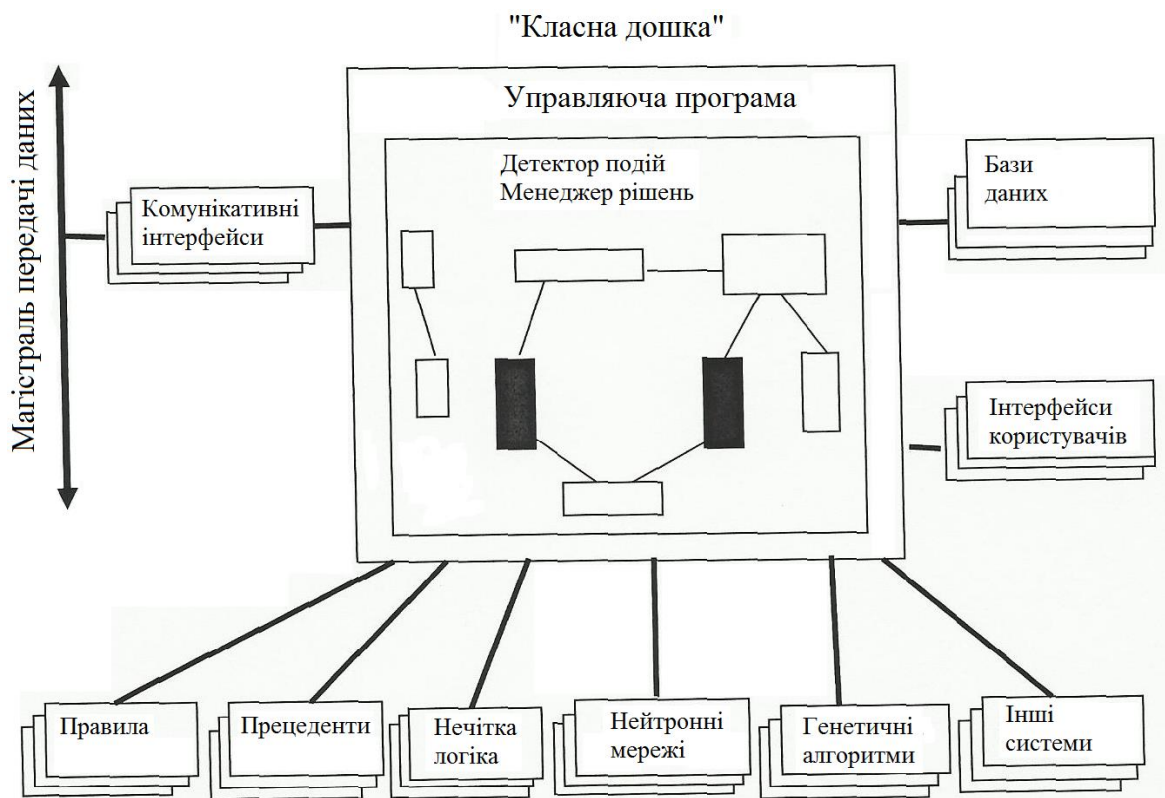 "Класна дошка"
Управляюча програма
Детектор подій
Менеджер рішень
Магістраль передачі даних
Комунікативні
інтерфейси
Бази
даних
Інтерфейси
користувачів
Правила
Прецеденти
Нечітка
логіка
Нейтронні
мережі
Генетичні
алгоритми
Інші
системи